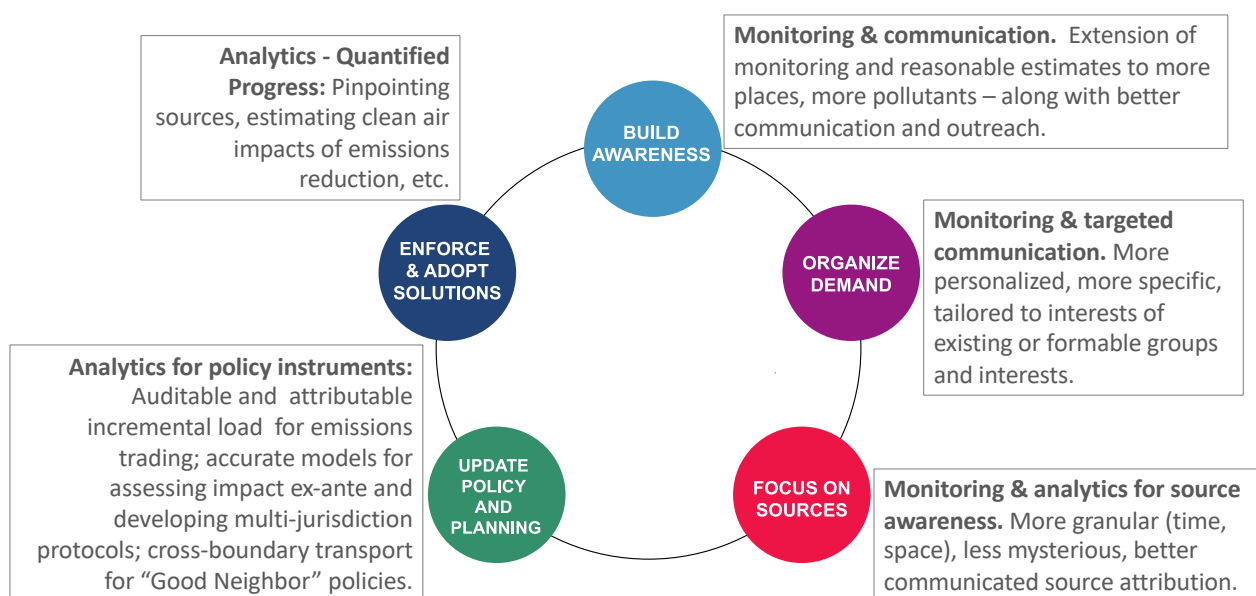 Monitoring & communication. Extension of
monitoring and reasonable estimates to more
places, more pollutants – along with better
communication and outreach.
BUILD
AWARENESS
Monitoring & targeted
communication. More
personalized, more specific,
tailored to interests of
existing or formable groups
and interests.
ORGANIZE
DEMAND
Monitoring & analytics for source
awareness. More granular (time,
space), less mysterious, better
communicated source attribution.
FOCUS ON
SOURCES
Analytics for policy instruments:
Auditable and attributable
incremental load for emissions
trading; accurate models for
assessing impact ex-ante and
developing multi-jurisdiction
protocols; cross-boundary transport
for “Good Neighbor” policies.
UPDATE
POLICY
AND
PLANNING
Analytics - Quantified
Progress: Pinpointing
sources, estimating clean air
impacts of emissions
reduction, etc.
ENFORCE
& ADOPT
SOLUTIONS